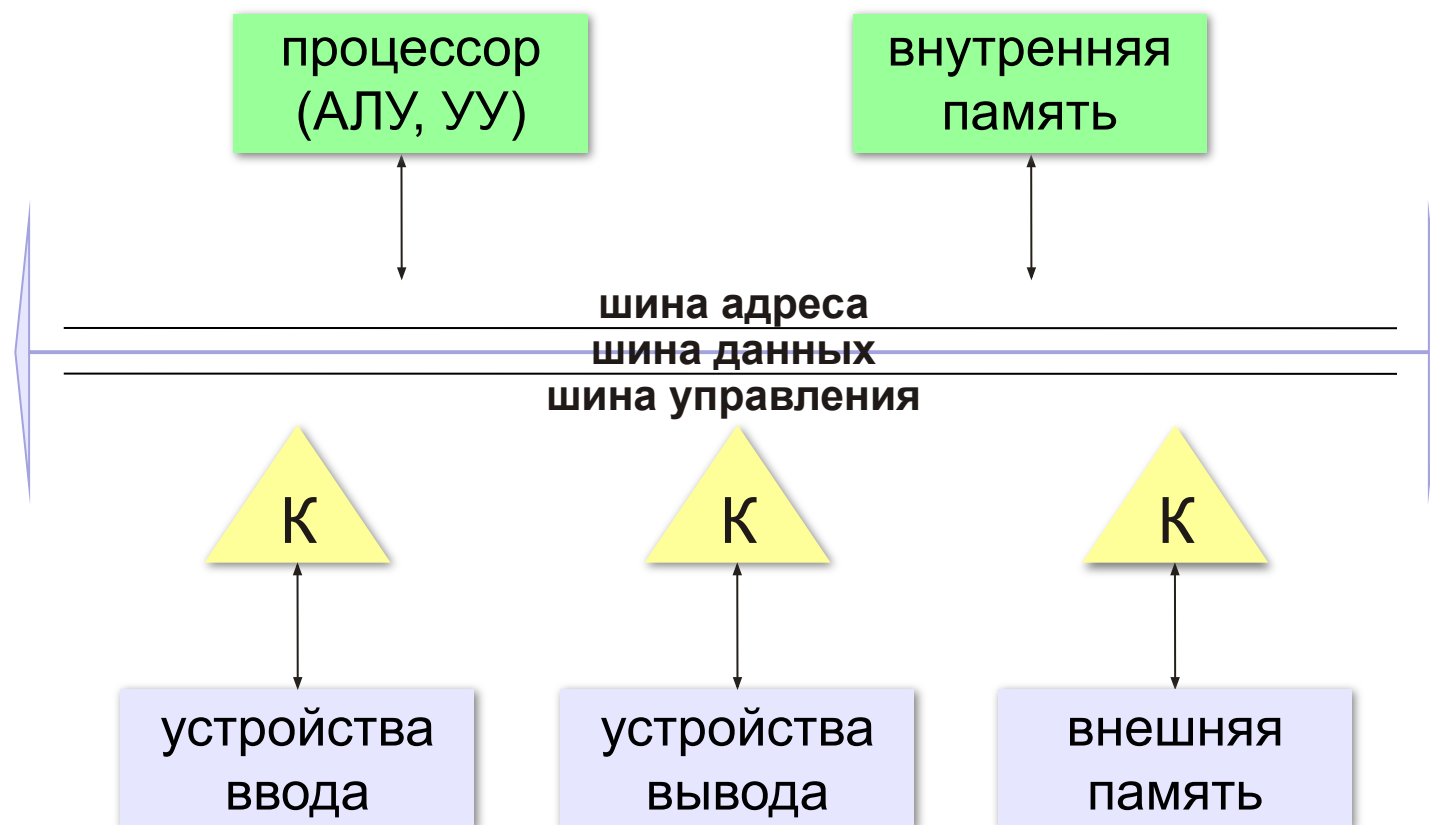 процессор
(АЛУ, УУ)
внутренняя
память
шина адреса
шина данных
шина управления
К
К
К
устройства
ввода
устройства
вывода
внешняя
память